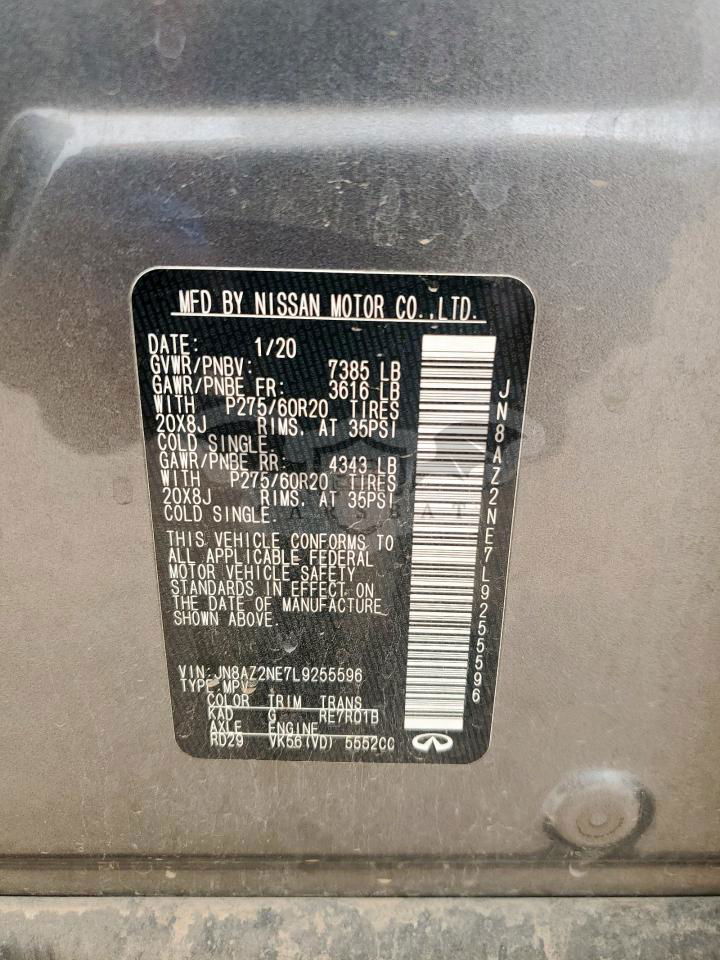 MFD BY NISSAN MOTOR CO.,LTD.
DATE: 1/20
GVWR/PNBV: 7385 LB
GAWR/PNBE FR: 3616 LB
WITH P275/60R20 TIRES
20X8J RIMS, AT 35PSI
COLD SINGLE.
GAWR/PNBE RR: 4343 LB
WITH P275/60R20 TIRES
20X8J RIMS, AT 35PSI
COLD SINGLE.
THIS VEHICLE CONFORMS TO
ALL APPLICABLE FEDERAL
MOTOR VEHICLE SAFETY
STANDARDS IN EFFECT ON
THE DATE OF MANUFACTURE
SHOWN ABOVE.
VIN:JN8AZ2NE7L9255596
TYPE:MPV
COLOR TRIM TRANS
KAD G RE7R01B
AXLE ENGINE
RD29 VK56(VD) 5552CC
JN8AZ2NE7L9255596